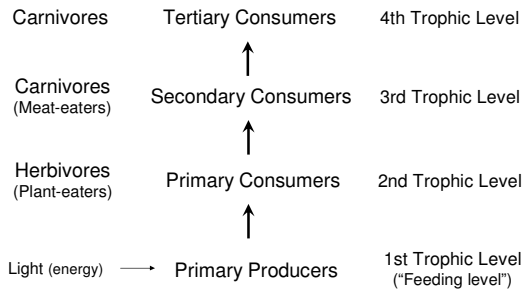 Carnivores Tertiary Consumers 4th Trophic Level
Carnivores
(Meat-eaters)
Secondary Consumers 3rd Trophic Level
Herbivores
(Plant-eaters)
Primary Consumers 2nd Trophic Level
Light (energy) Primary Producers 1st Trophic Level
(“Feeding level”)